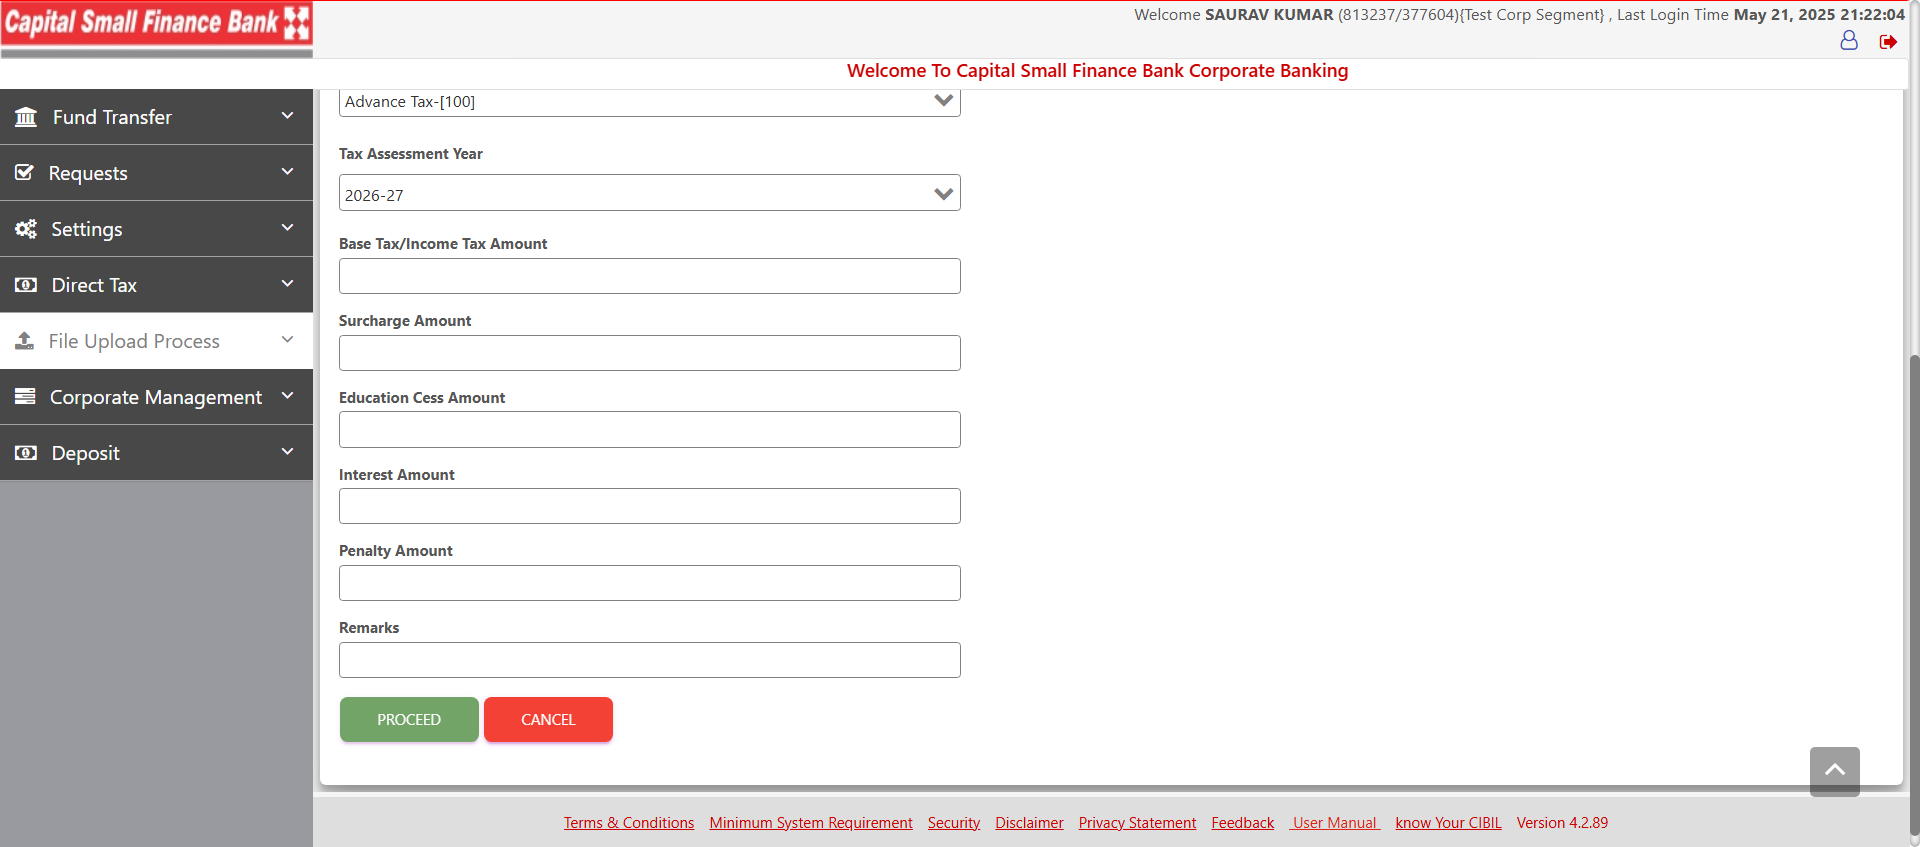 Capital Small Finance Bank
Welcome SAURAV KUMAR (813237/377604){Test Corp Segment} , Last Login Time May 21, 2025 21:22:04
Welcome To Capital Small Finance Bank Corporate Banking
Fund Transfer
Requests
Settings
Direct Tax
File Upload Process
Corporate Management
Deposit
Advance Tax-[100]
Tax Assessment Year
2026-27
Base Tax/Income Tax Amount
Surcharge Amount
Education Cess Amount
Interest Amount
Penalty Amount
Remarks
PROCEED CANCEL
Terms & Conditions Minimum System Requirement Security Disclaimer Privacy Statement Feedback User Manual know Your CIBIL Version 4.2.89